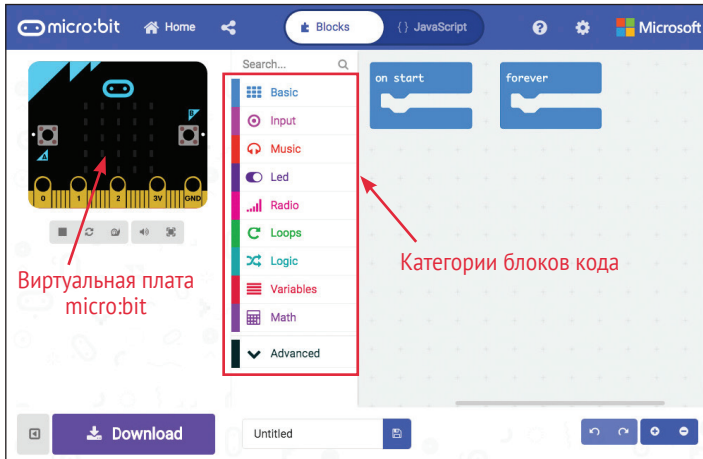 micro:bit
Home
Blocks
{} JavaScript
?
Microsoft
Search...
on start
forever
Basic
Input
Music
Led
Radio
Loops
Logic
Variables
Math
Advanced
B
A
0 1 2 3V GND
Виртуальная плата
micro:bit
Категории блоков кода
Download
Untitled